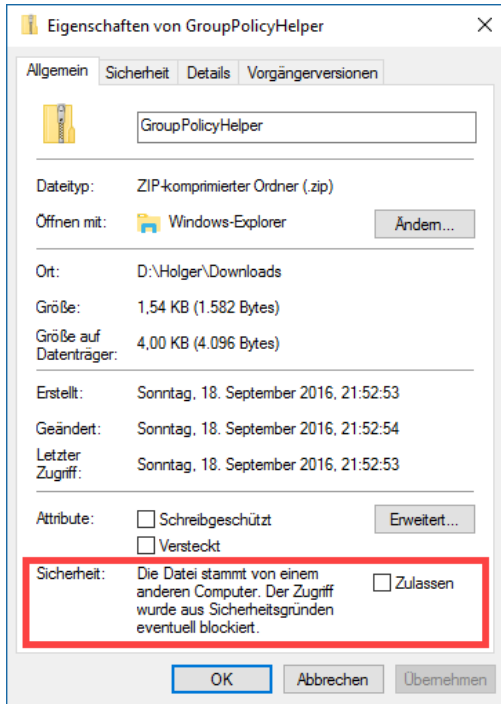 Eigenschaften von GroupPolicyHelper
Allgemein Sicherheit Details Vorgängerversionen
GroupPolicyHelper
Dateityp: ZIP-komprimierter Ordner (.zip)
Öffnen mit: Windows-Explorer Ändern...
Ort: D:\Holger\Downloads
Größe: 1,54 KB (1.582 Bytes)
Größe auf
Datenträger: 4,00 KB (4.096 Bytes)
Erstellt: Sonntag, 18. September 2016, 21:52:53
Geändert: Sonntag, 18. September 2016, 21:52:54
Letzter
Zugriff: Sonntag, 18. September 2016, 21:52:53
Attribute: Schreibgeschützt Erweitert...
Versteckt
Sicherheit: Die Datei stammt von einem
anderen Computer. Der Zugriff
wurde aus Sicherheitsgründen
eventuell blockiert.
Zulassen
OK Abbrechen Übernehmen